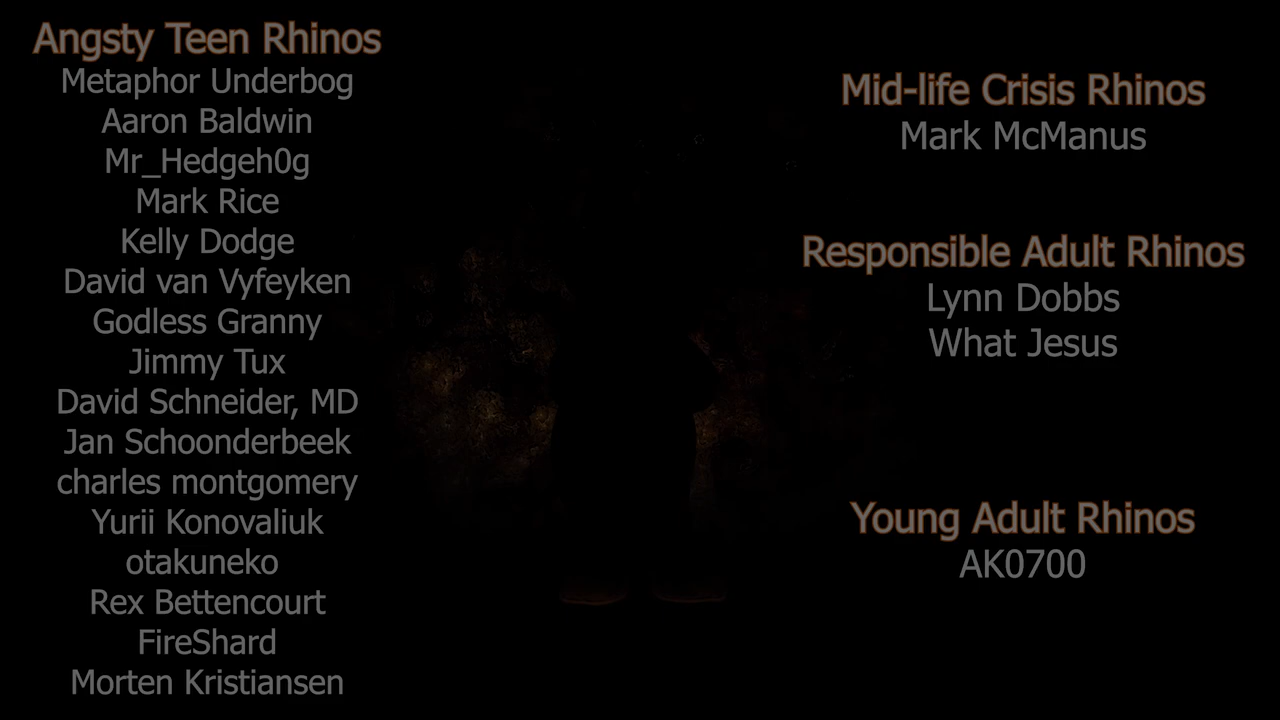 Angsty Teen Rhinos
Metaphor Underbog
Aaron Baldwin
Mr_Hedgeh0g
Mark Rice
Kelly Dodge
David van Vyfeyken
Godless Granny
Jimmy Tux
David Schneider, MD
Jan Schoonderbeek
charles montgomery
Yurii Konovaliuk
otakuneko
Rex Bettencourt
FireShard
Morten Kristiansen
Mid-life Crisis Rhinos
Mark McManus
Responsible Adult Rhinos
Lynn Dobbs
What Jesus
Young Adult Rhinos
AK0700